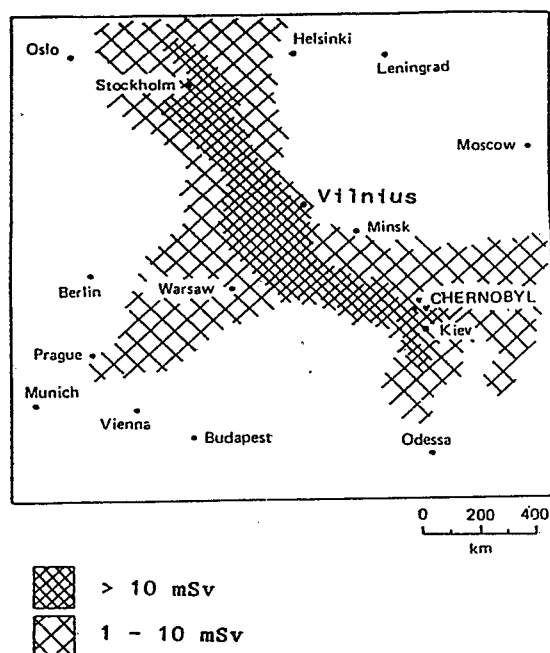 Oslo
Helsinki
Leningrad
Stockholm
Moscow
Vilnius
Minsk
Berlin
Warsaw
CHERNOBYL
Kiev
Prague
Munich
Vienna
Budapest
Odessa
0 200 400
km
> 10 mSv
1 - 10 mSv